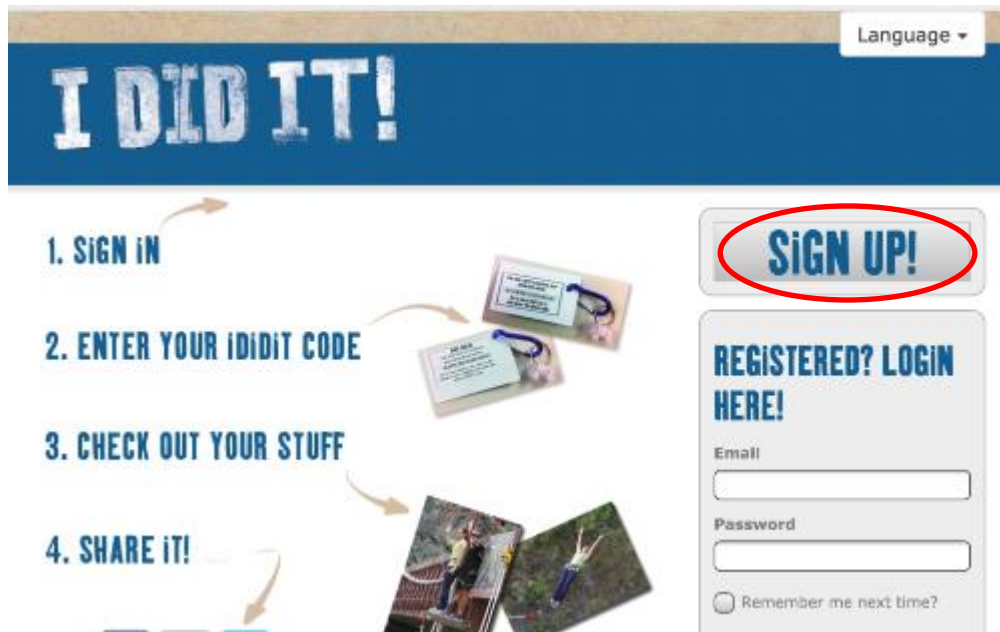 Language
I DID IT!
1. SiGN iN
SiGN UP!
2. ENTER YOUR iDiDiT CODE
REGiSTERED? LOGiN
HERE!
3. CHECK OUT YOUR STUFF
Email
Password
4. SHARE iT!
Remember me next time?